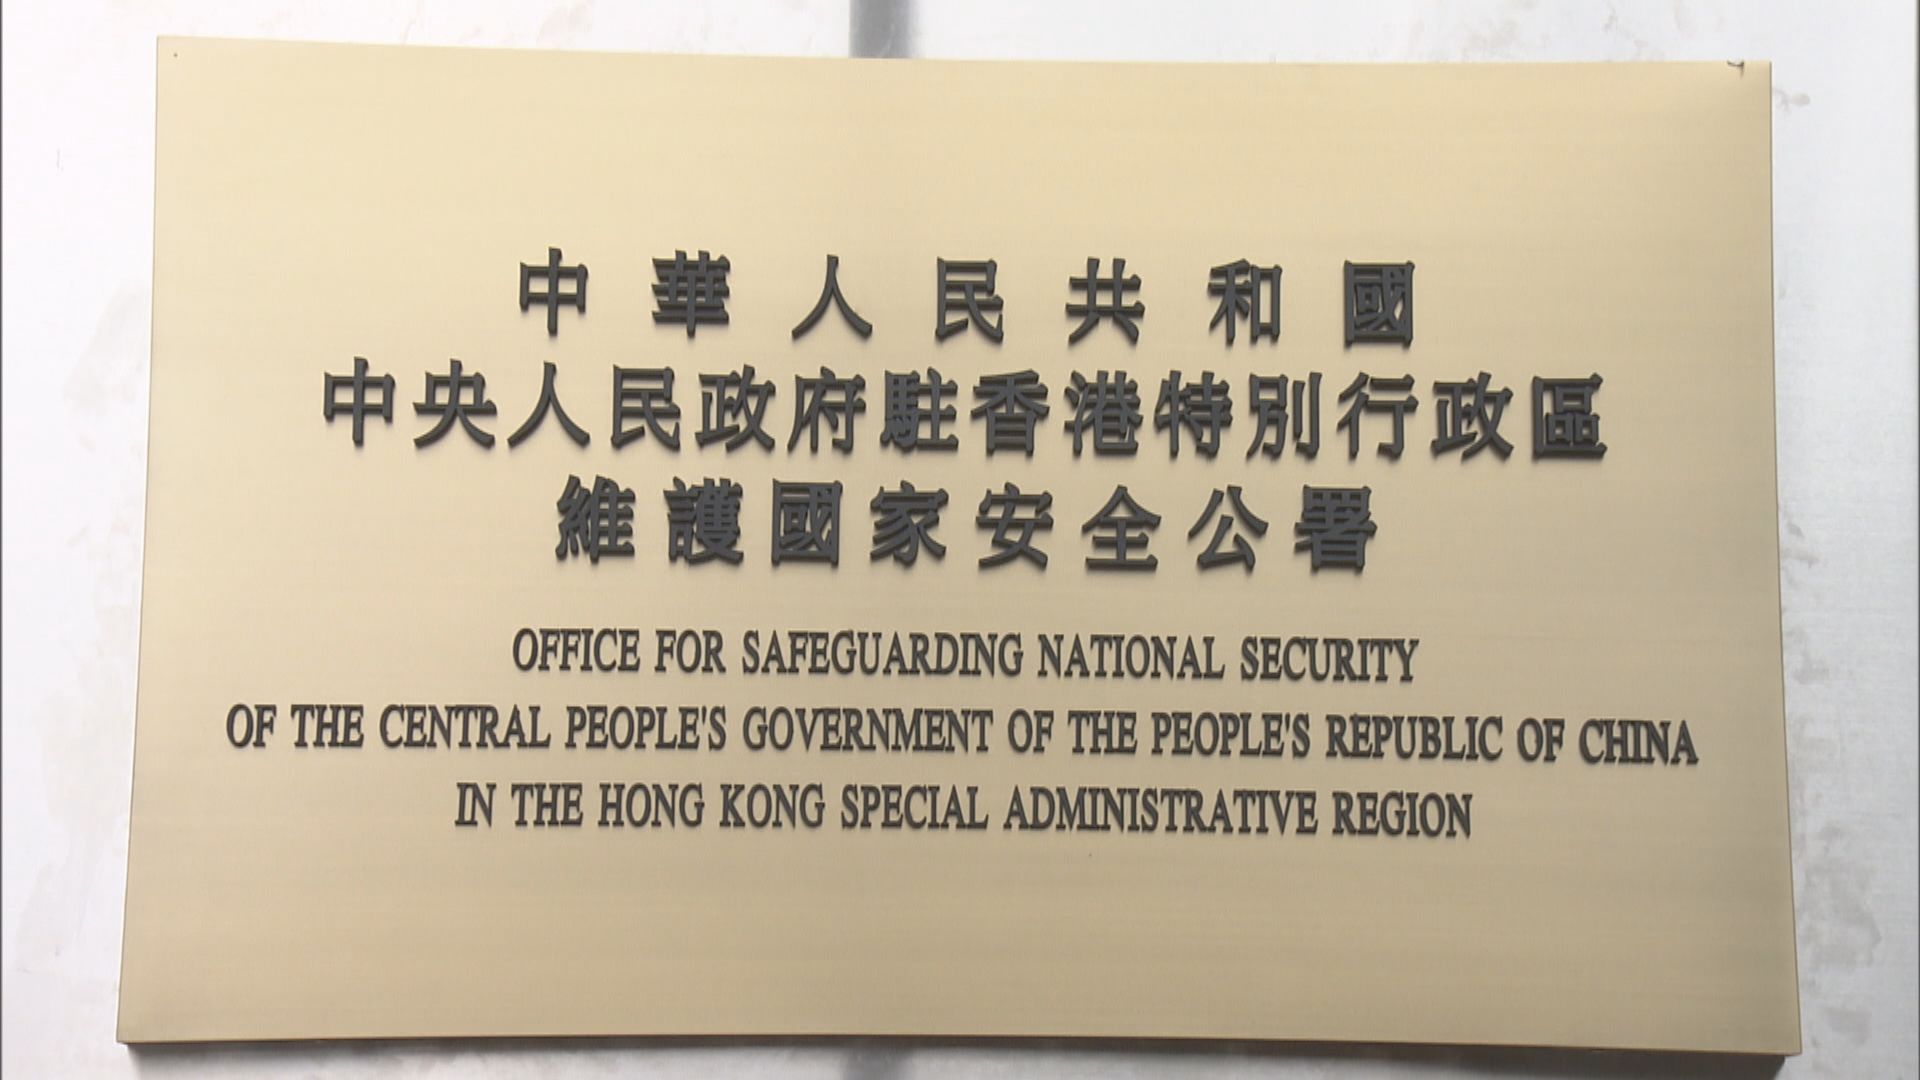 中華人民共和國
中央人民政府駐香港特別行政區
維護國家安全公署
OFFICE FOR SAFEGUARDING NATIONAL SECURITY
OF THE CENTRAL PEOPLE'S GOVERNMENT OF THE PEOPLE'S REPUBLIC OF CHINA
IN THE HONG KONG SPECIAL ADMINISTRATIVE REGION